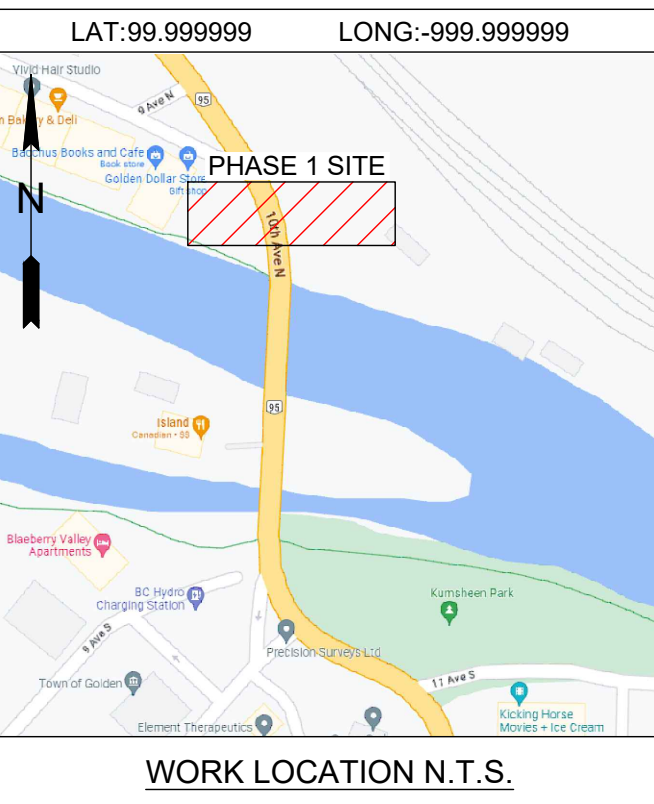 LAT:99.999999 LONG:-999.999999
Vivid Hair Studio
9 Ave N
95
Bakery & Deli
Bacchus Books and Cafe
Book store
Golden Dollar Store
Gift shop
PHASE 1 SITE
N
10th Ave N
95
Island
Canadian • $$
Blaeberry Valley
Apartments
BC Hydro
Charging Station
Kumsheen Park
9 Ave S
Precision Surveys Ltd
Town of Golden
11 Ave S
Element Therapeutics
Kicking Horse
Movies + Ice Cream
WORK LOCATION N.T.S.